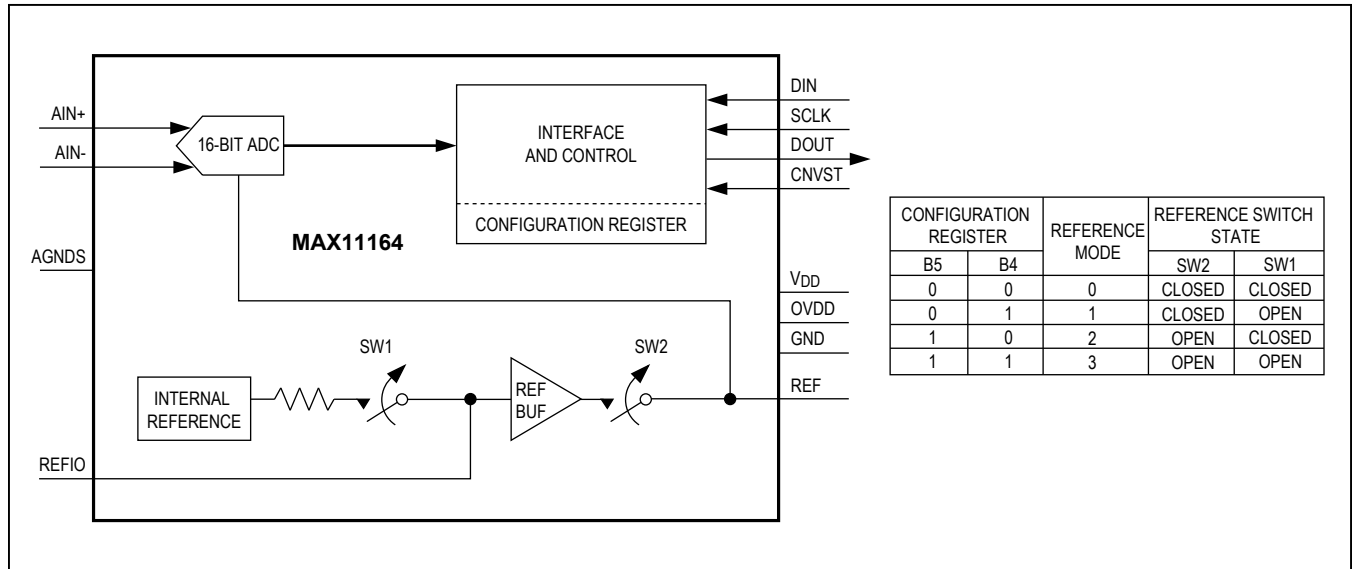 AIN+
AIN-
16-BIT ADC
INTERFACE
AND CONTROL
CONFIGURATION REGISTER
DIN
SCLK
DOUT
CNVST
MAX11164
AGNDS
VDD
OVDD
GND
REF
SW1
SW2
INTERNAL
REFERENCE
REF
BUF
REFIO
CONFIGURATION REGISTER | REFERENCE MODE | REFERENCE SWITCH STATE
B5 B4 SW2 SW1
0 0 0 CLOSED CLOSED
0 1 1 CLOSED OPEN
1 0 2 OPEN CLOSED
1 1 3 OPEN OPEN